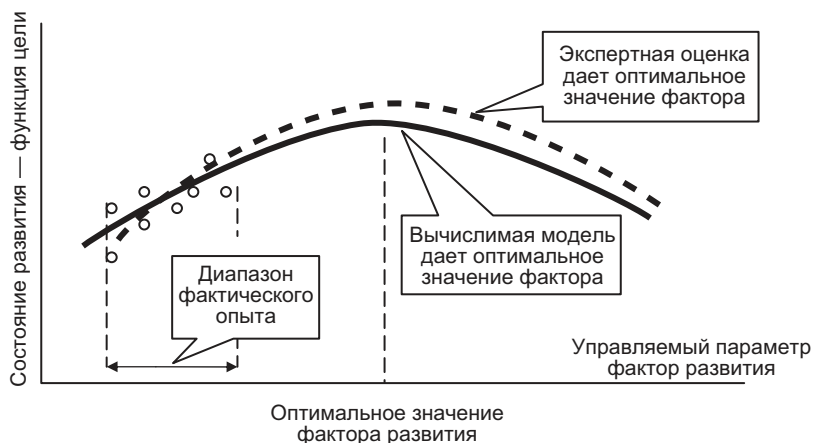 Состояние развития — функция цели
Экспертная оценка
дает оптимальное
значение фактора
Вычислимая модель
дает оптимальное
значение фактора
Диапазон
фактического
опыта
Управляемый параметр
фактор развития
Оптимальное значение
фактора развития